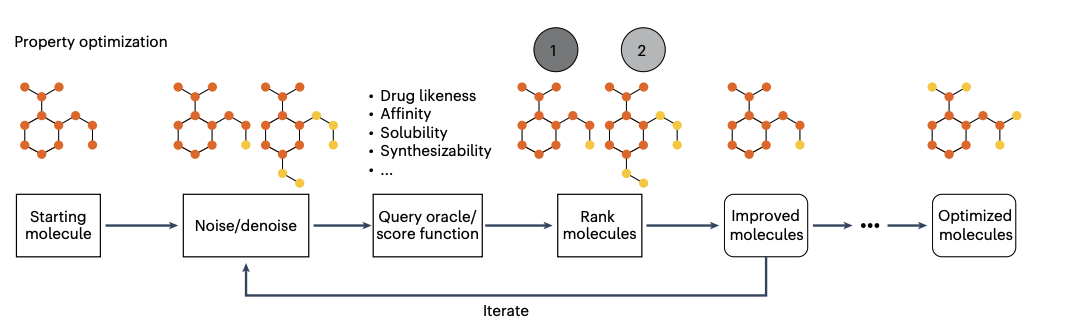 Property optimization
1
2
• Drug likeness
• Affinity
• Solubility
• Synthesizability
• ...
Starting
molecule
Noise/denoise
Query oracle/
score function
Rank
molecules
Improved
molecules
•••
Optimized
molecules
Iterate